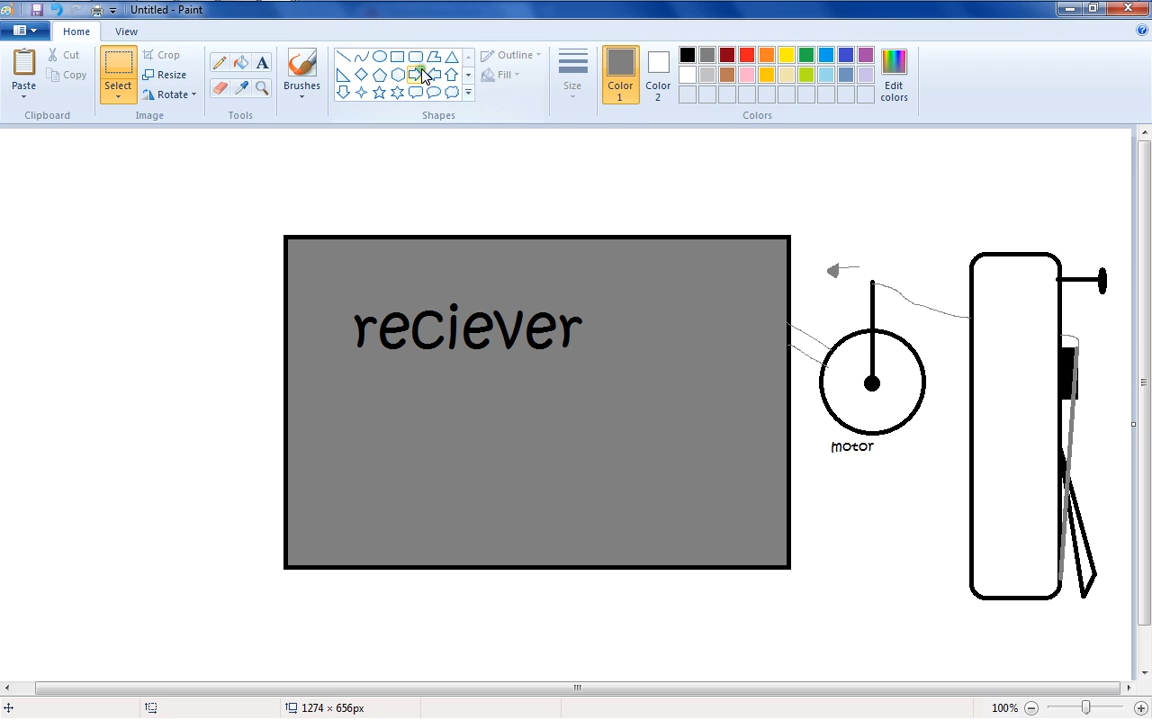 Untitled - Paint
Home
View
Paste
Cut
Copy
Clipboard
Select
Crop
Resize
Rotate
Image
A
Tools
Brushes
Shapes
Outline
Fill
Size
Color 1
Color 2
Edit colors
Colors
reciever
motor
1274 × 656px
100%